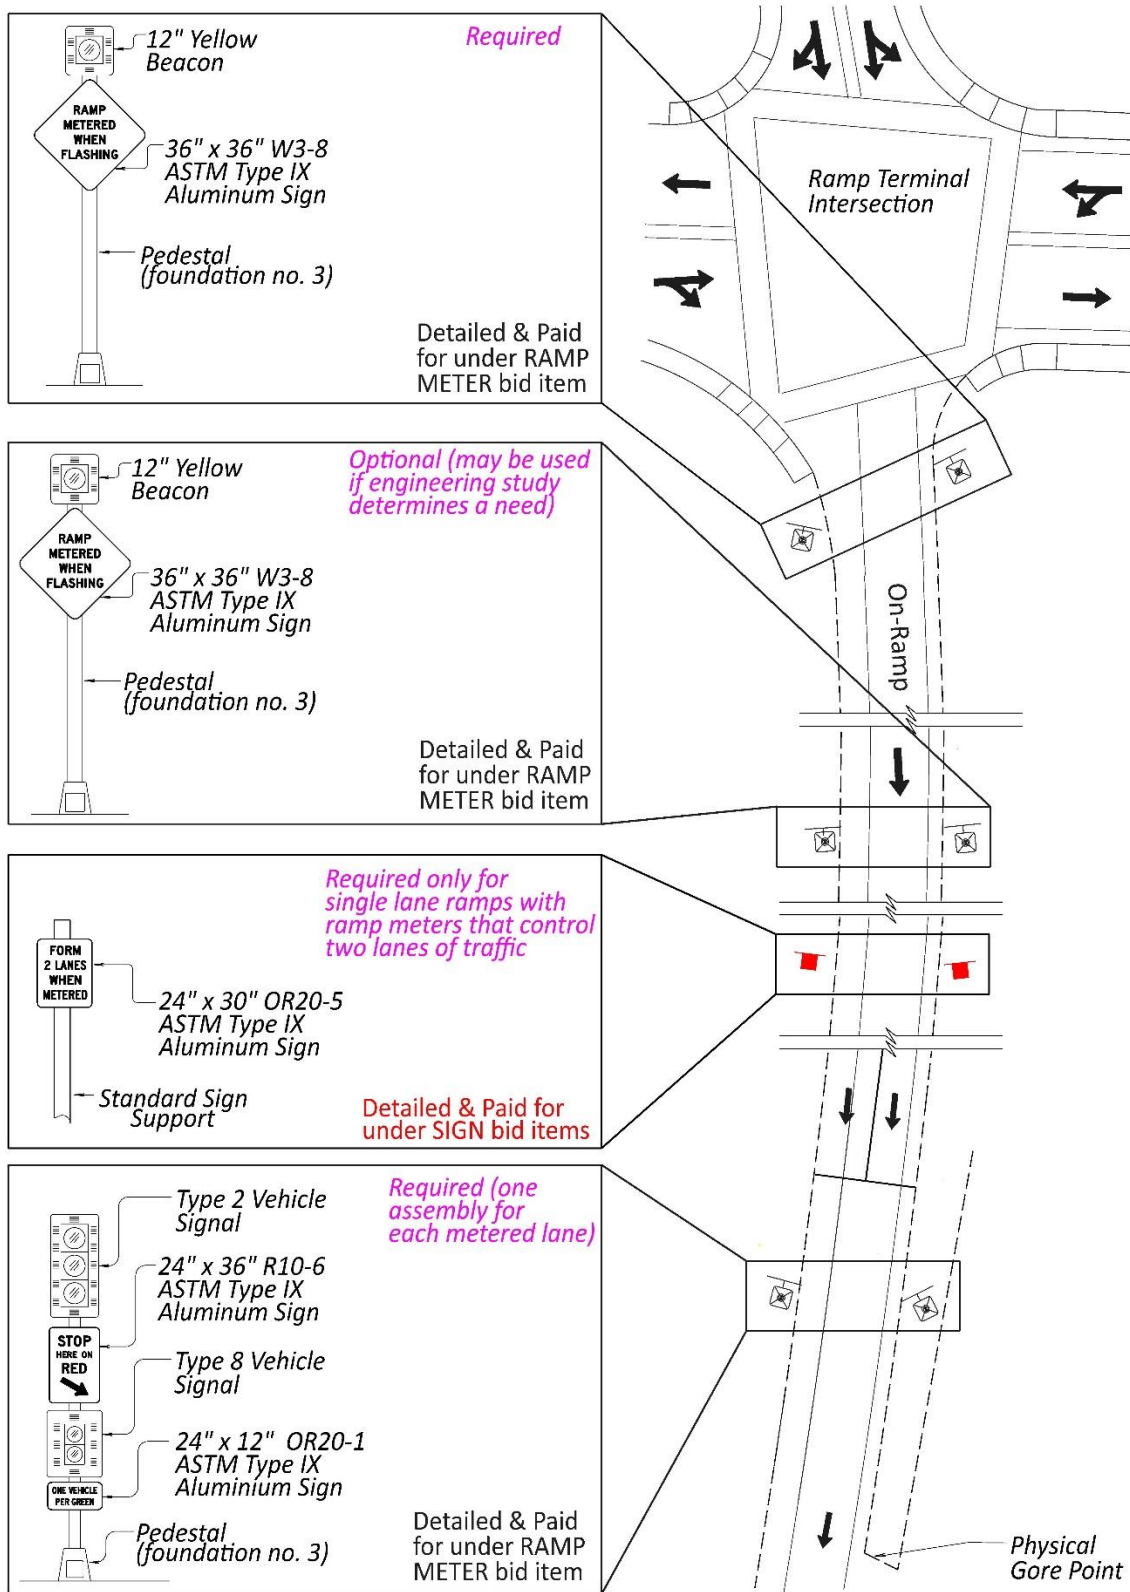 12" Yellow
Beacon
Required
RAMP
METERED
WHEN
FLASHING
36" x 36" W3-8
ASTM Type IX
Aluminum Sign
Pedestal
(foundation no. 3)
Detailed & Paid
for under RAMP
METER bid item
Ramp Terminal
Intersection
12" Yellow
Beacon
Optional (may be used
if engineering study
determines a need)
RAMP
METERED
WHEN
FLASHING
36" x 36" W3-8
ASTM Type IX
Aluminum Sign
Pedestal
(foundation no. 3)
Detailed & Paid
for under RAMP
METER bid item
On-Ramp
Required only for
single lane ramps with
ramp meters that control
two lanes of traffic
FORM
2 LANES
WHEN
METERED
24" x 30" OR20-5
ASTM Type IX
Aluminum Sign
Standard Sign
Support
Detailed & Paid for
under SIGN bid items
Type 2 Vehicle
Signal
Required (one
assembly for
each metered lane)
24" x 36" R10-6
ASTM Type IX
Aluminum Sign
STOP
HERE ON
RED
Type 8 Vehicle
Signal
24" x 12" OR20-1
ASTM Type IX
Aluminium Sign
ONE VEHICLE
PER GREEN
Pedestal
(foundation no. 3)
Detailed & Paid
for under RAMP
METER bid item
Physical
Gore Point